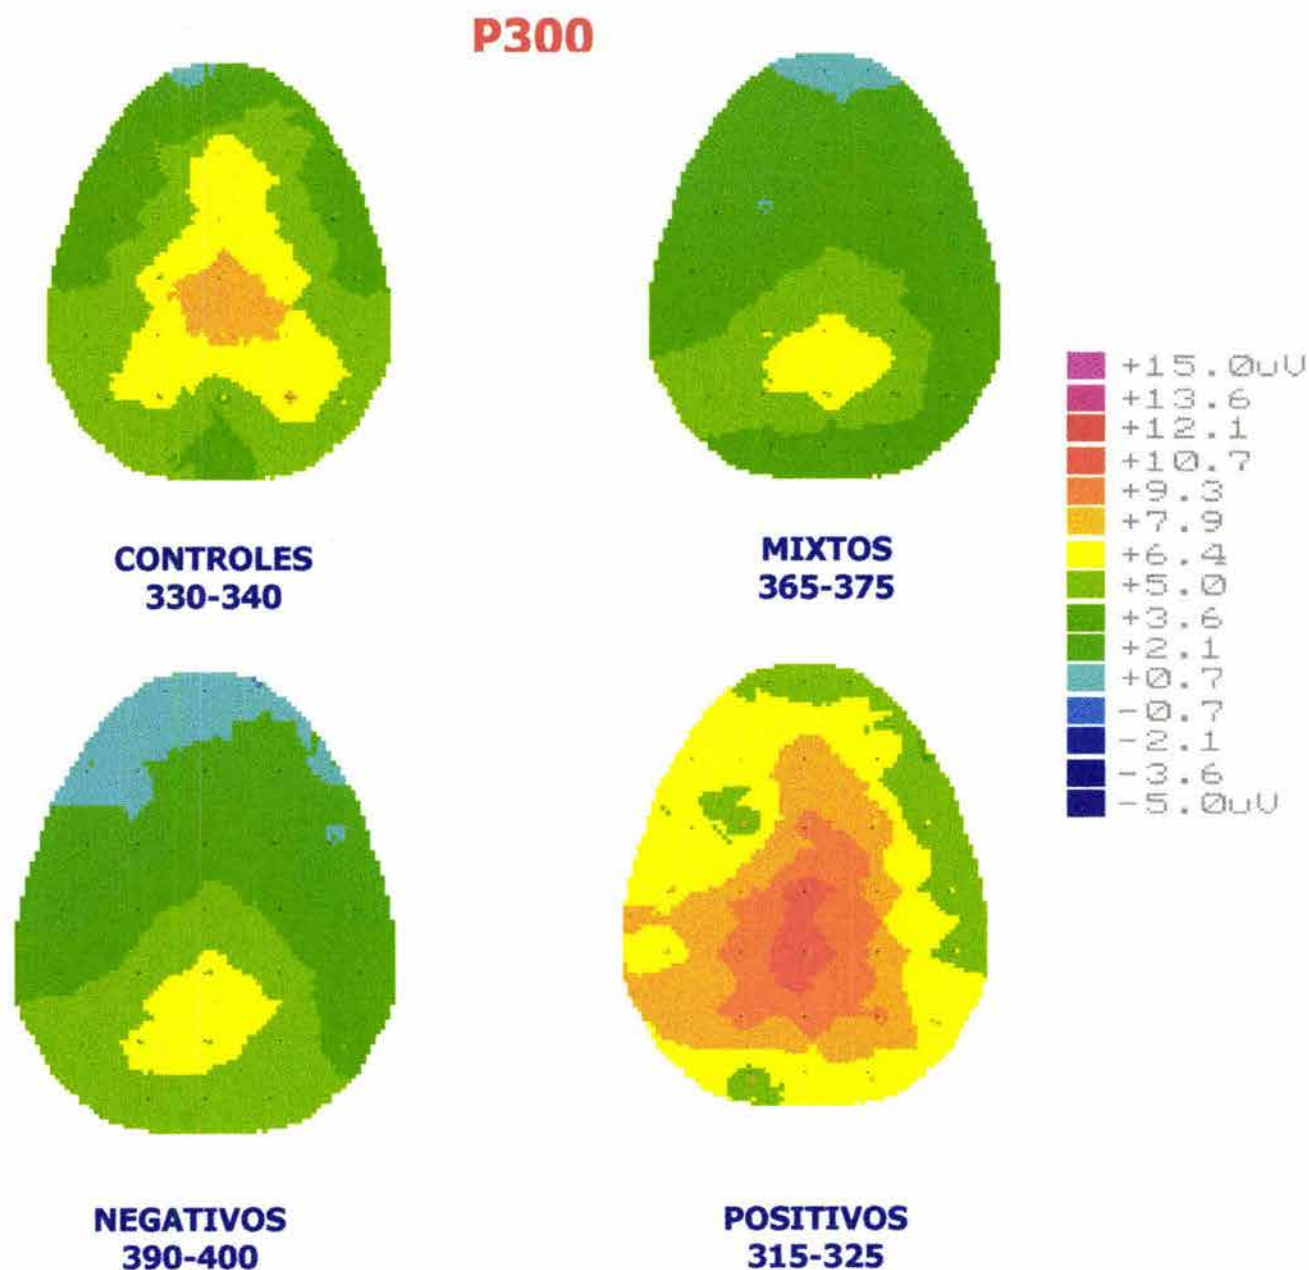 P300
CONTROLES
330-340
MIXTOS
365-375
+15.0uV
+13.6
+12.1
+10.7
+9.3
+7.9
+6.4
+5.0
+3.6
+2.1
+0.7
-0.7
-2.1
-3.6
-5.0uV
NEGATIVOS
390-400
POSITIVOS
315-325